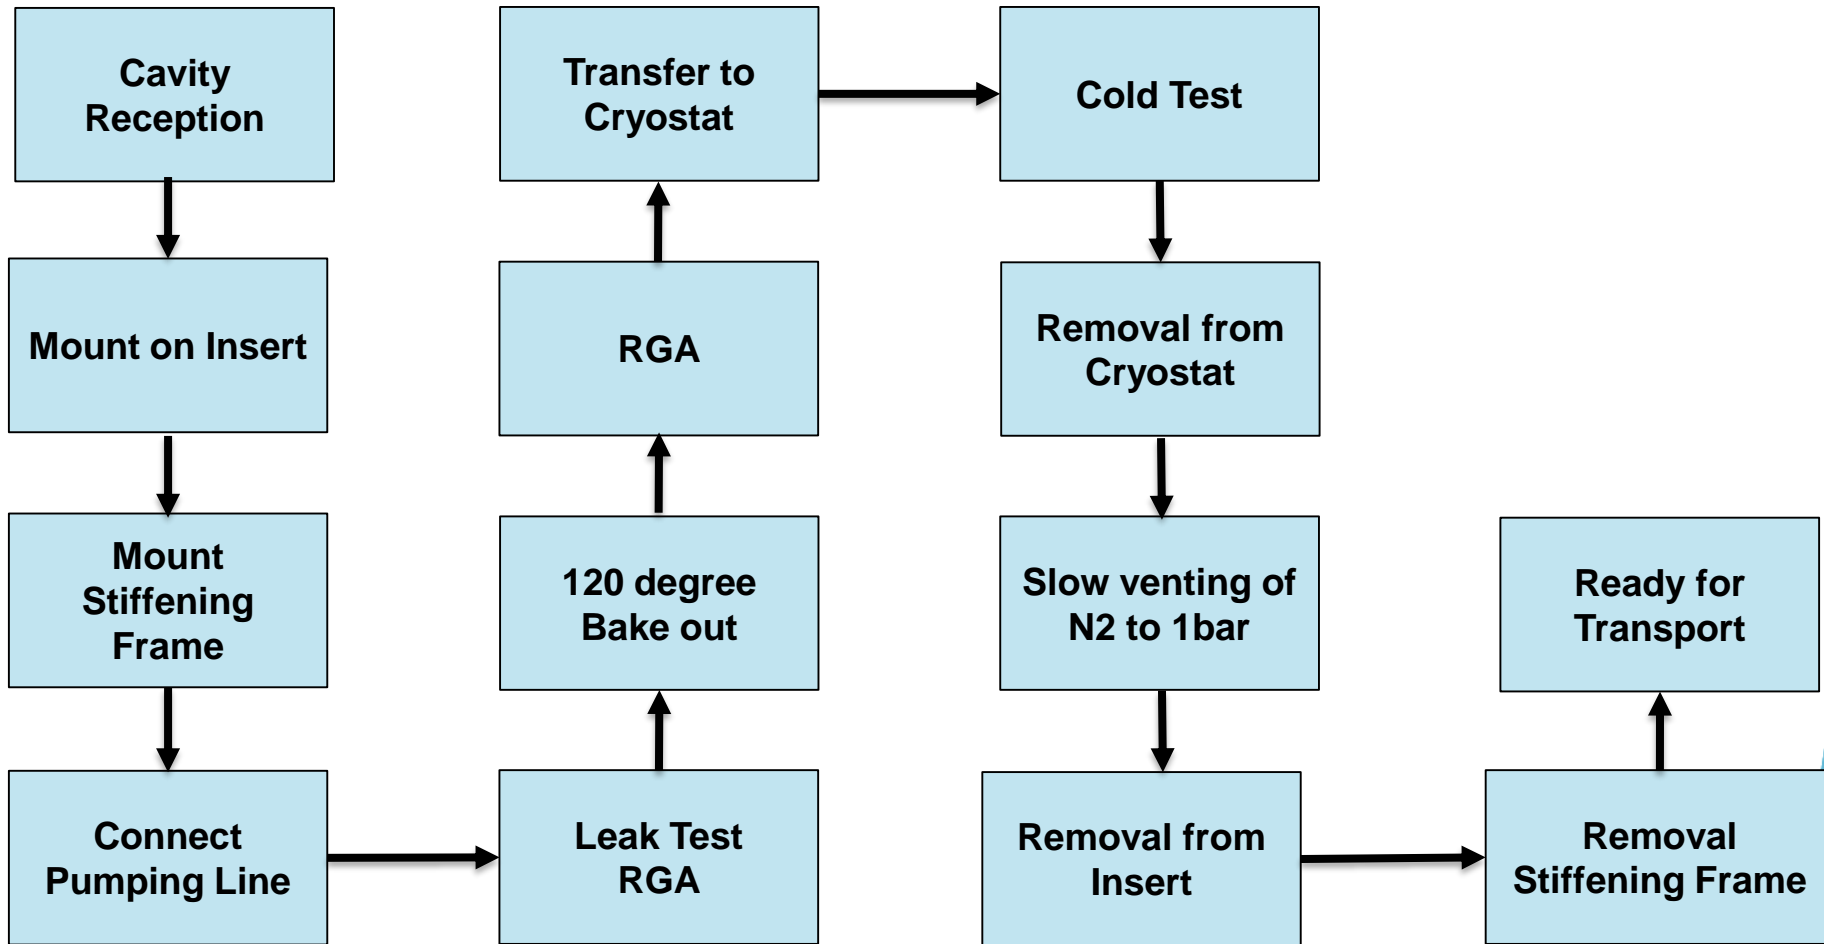 Cavity
Reception
Mount on Insert
Mount
Stiffening
Frame
Connect
Pumping Line
Leak Test
RGA
120 degree
Bake out
RGA
Transfer to
Cryostat
Cold Test
Removal from
Cryostat
Slow venting of
N2 to 1bar
Removal from
Insert
Removal
Stiffening Frame
Ready for
Transport